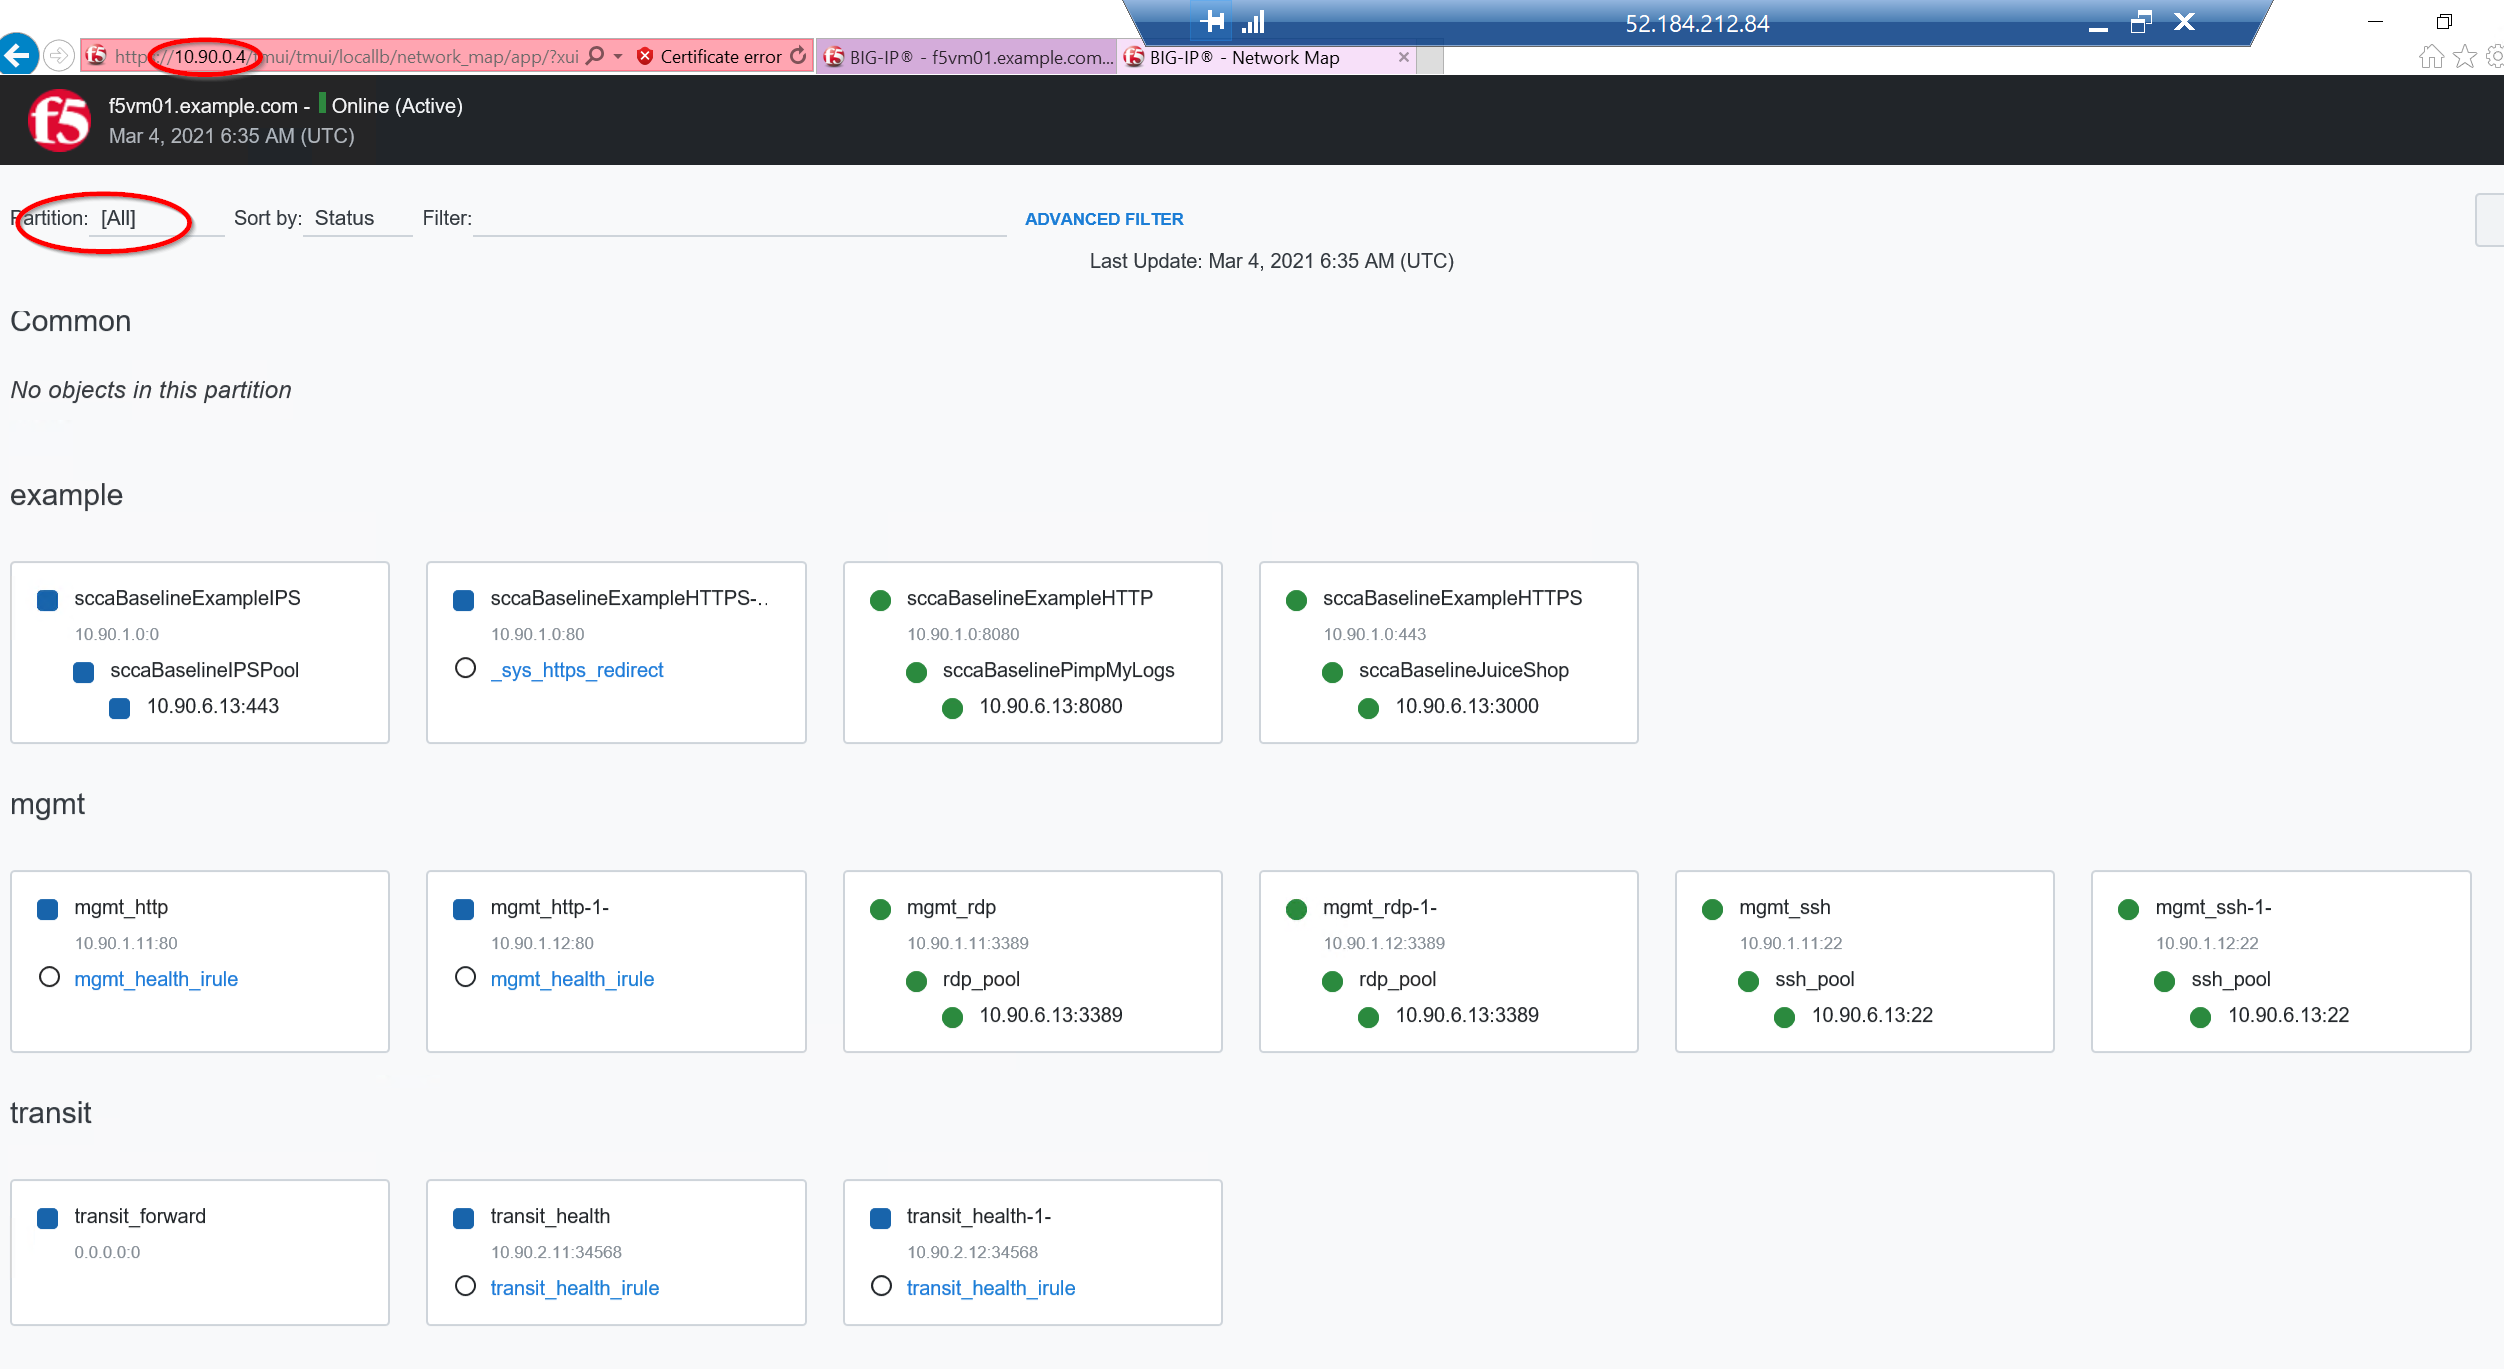 52.184.212.84
https://10.90.0.4/tmui/tmui/locallb/network_map/app/?xui
Certificate error
BIG-IP® - f5vm01.example.com...
BIG-IP® - Network Map
f5
f5vm01.example.com - Online (Active)
Mar 4, 2021 6:35 AM (UTC)
Partition: [All] Sort by: Status Filter: ADVANCED FILTER
Last Update: Mar 4, 2021 6:35 AM (UTC)
Common
No objects in this partition
example
sccaBaselineExampleIPS
10.90.1.0:0
sccaBaselineIPSPool
10.90.6.13:443
sccaBaselineExampleHTTPS-..
10.90.1.0:80
_sys_https_redirect
sccaBaselineExampleHTTP
10.90.1.0:8080
sccaBaselinePimpMyLogs
10.90.6.13:8080
sccaBaselineExampleHTTPS
10.90.1.0:443
sccaBaselineJuiceShop
10.90.6.13:3000
mgmt
mgmt_http
10.90.1.11:80
mgmt_health_irule
mgmt_http-1-
10.90.1.12:80
mgmt_health_irule
mgmt_rdp
10.90.1.11:3389
rdp_pool
10.90.6.13:3389
mgmt_rdp-1-
10.90.1.12:3389
rdp_pool
10.90.6.13:3389
mgmt_ssh
10.90.1.11:22
ssh_pool
10.90.6.13:22
mgmt_ssh-1-
10.90.1.12:22
ssh_pool
10.90.6.13:22
transit
transit_forward
0.0.0.0:0
transit_health
10.90.2.11:34568
transit_health_irule
transit_health-1-
10.90.2.12:34568
transit_health_irule